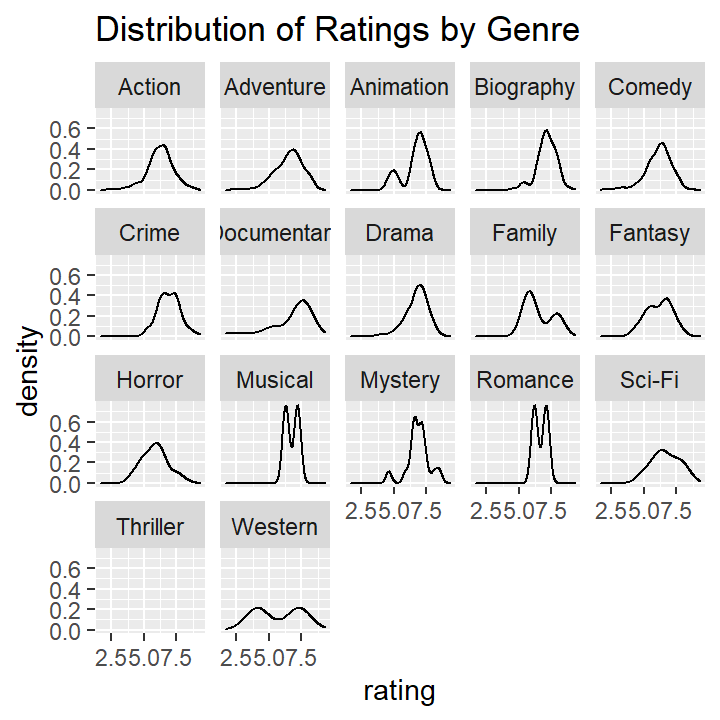 Distribution of Ratings by Genre
Action Adventure Animation Biography Comedy
0.6
0.4
0.2
0.0
Crime Documentar Drama Family Fantasy
0.6
0.4
0.2
0.0
density
Horror Musical Mystery Romance Sci-Fi
0.6
0.4
0.2
0.0
2.55.07.5 2.55.07.5 2.55.07.5
Thriller Western
0.6
0.4
0.2
0.0
2.55.07.5 2.55.07.5
rating